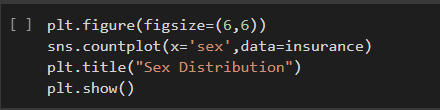 [ ] plt.figure(figsize=(6,6))
sns.countplot(x='sex',data=insurance)
plt.title("Sex Distribution")
plt.show()